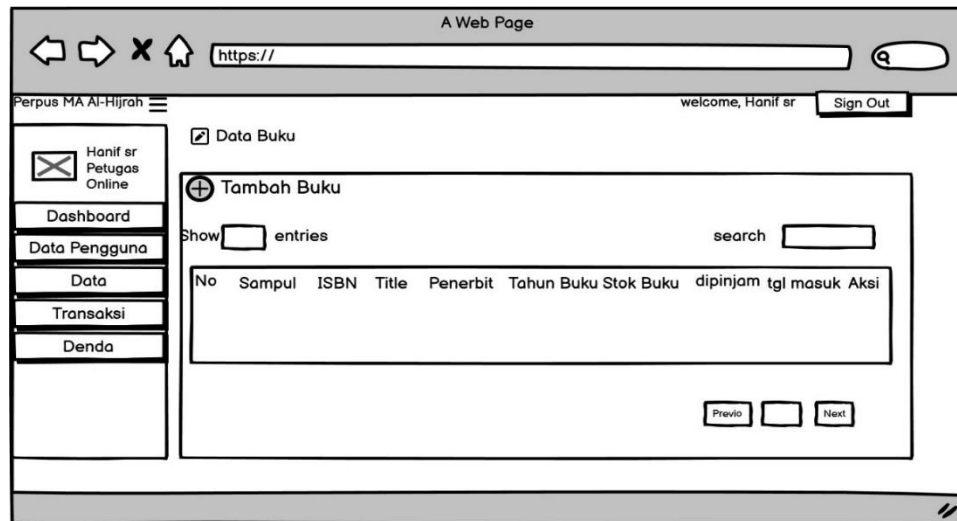 A Web Page
https://
Perpus MA Al-Hijrah
welcome, Hanif sr
Sign Out
Hanif sr
Petugas
Online
Dashboard
Data Pengguna
Data
Transaksi
Denda
Data Buku
Tambah Buku
Show entries
search
No Sampul ISBN Title Penerbit Tahun Buku Stok Buku dipinjam tgl masuk Aksi
Previo Next